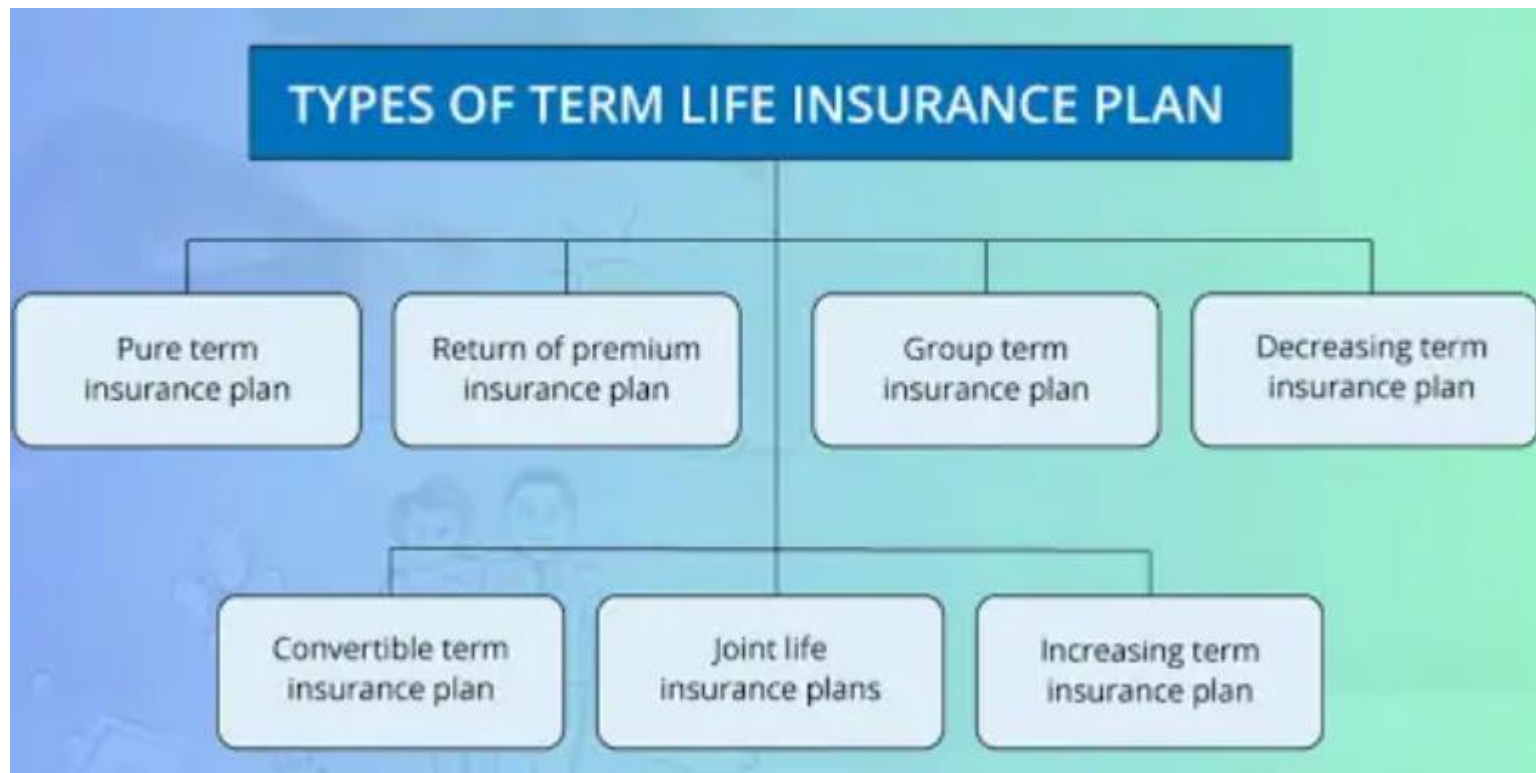 TYPES OF TERM LIFE INSURANCE PLAN
Pure term
insurance plan
Return of premium
insurance plan
Group term
insurance plan
Decreasing term
insurance plan
Convertible term
insurance plan
Joint life
insurance plans
Increasing term
insurance plan